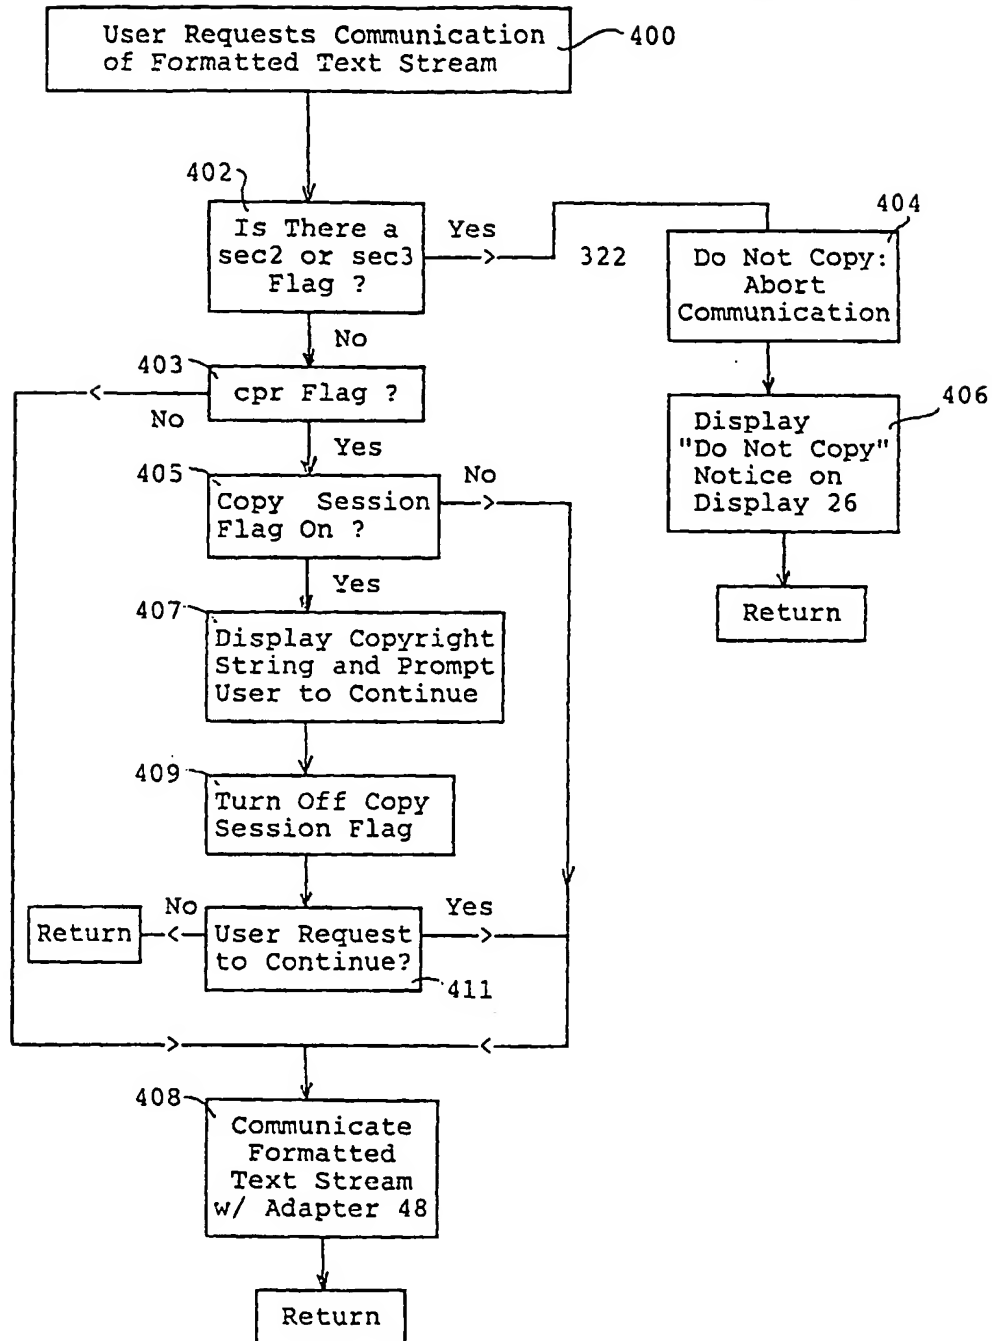 User Requests Communication
of Formatted Text Stream
400
402
Is There a
sec2 or sec3
Flag ?
Yes
322
404
Do Not Copy:
Abort
Communication
No
403
cpr Flag ?
No
Yes
406
Display
"Do Not Copy"
Notice on
Display 26
405
Copy Session
Flag On ?
No
Yes
Return
407
Display Copyright
String and Prompt
User to Continue
409
Turn Off Copy
Session Flag
Return
No
User Request
to Continue?
Yes
411
408
Communicate
Formatted
Text Stream
w/ Adapter 48
Return